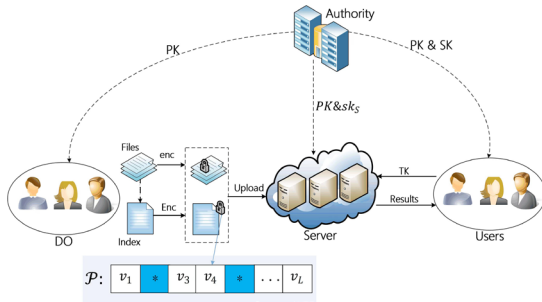 Authority
PK
PK & SK
PK&sk_S
Files
enc
Enc
Index
Upload
Server
TK
Results
DO
Users
𝒫: v_1 * v_3 v_4 * ... v_L